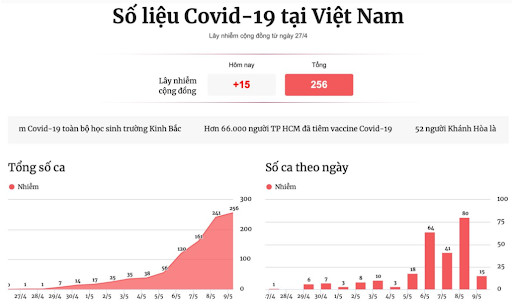 Số liệu Covid-19 tại Việt Nam
Lây nhiễm cộng đồng từ ngày 27/4
Hôm nay
Tổng
Lây nhiễm
cộng đồng
+15
256
m Covid-19 toàn bộ học sinh trường Kinh Bắc
Hơn 66.000 người TP HCM đã tiêm vaccine Covid-19
52 người Khánh Hòa là
Tổng số ca
Nhiễm
300
200
100
0
1 1 7 14 17 25 35 38 56 120 161 241 256
27/4 28/4 29/4 30/4 1/5 2/5 3/5 4/5 5/5 6/5 7/5 8/5 9/5
Số ca theo ngày
Nhiễm
100
80
60
40
20
0
1 6 7 3 8 10 3 18 64 41 80 15
7/4 28/4 29/4 30/4 1/5 2/5 3/5 4/5 5/5 6/5 7/5 8/5 9/5